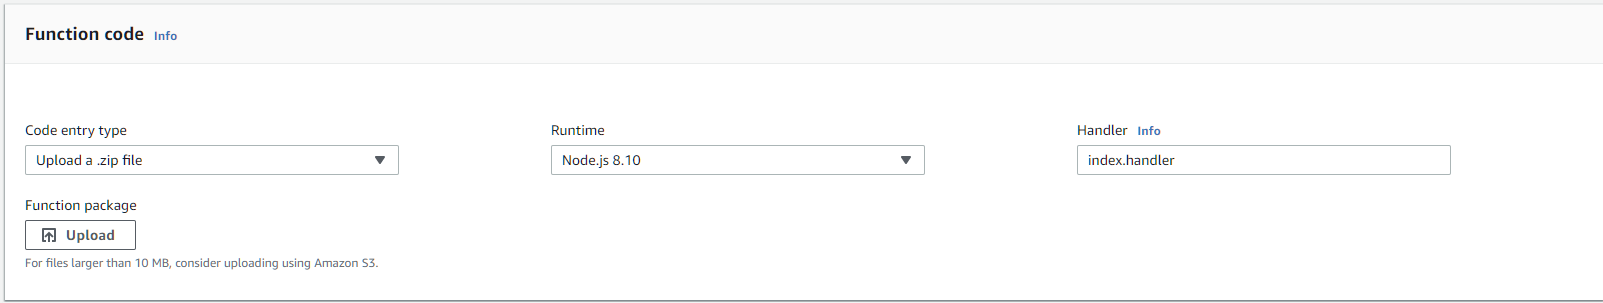 Function code Info
Code entry type
Runtime
Handler Info
Upload a .zip file
Node.js 8.10
index.handler
Function package
Upload
For files larger than 10 MB, consider uploading using Amazon S3.